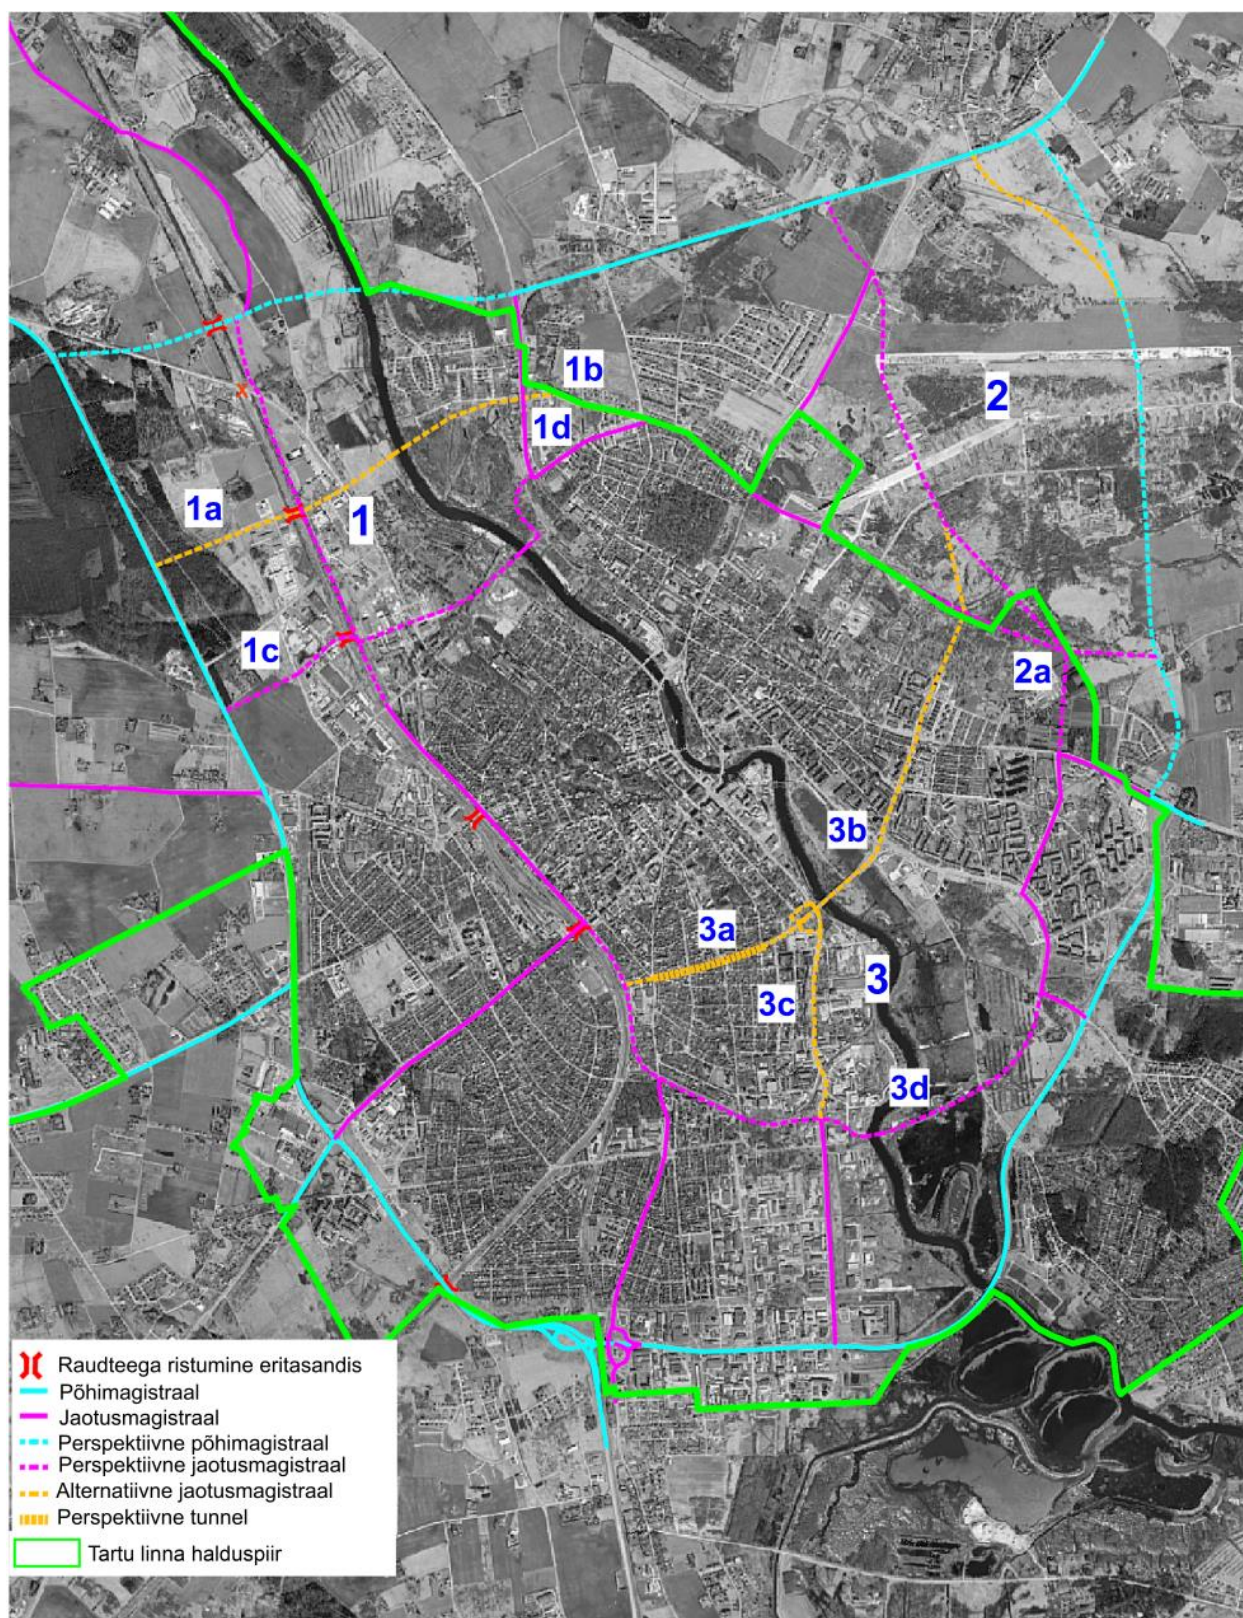 1b
2
1d
1a
1
1c
2a
3b
3a
3
3c
3d
Raudteega ristumine eritasandis
Põhimagistraal
Jaotusmagistraal
Perspektiivne põhimagistraal
Perspektiivne jaotusmagistraal
Alternatiivne jaotusmagistraal
Perspektiivne tunnel
Tartu linna halduspiir